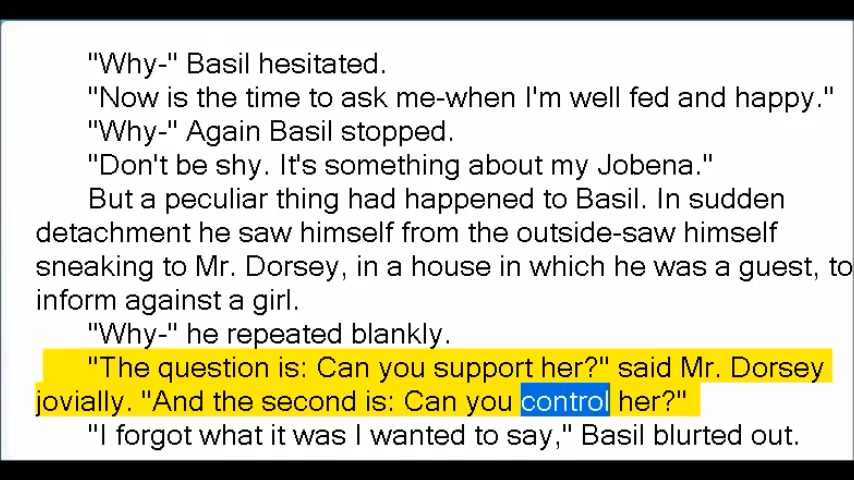 "Why-" Basil hesitated.
"Now is the time to ask me-when I'm well fed and happy."
"Why-" Again Basil stopped.
"Don't be shy. It's something about my Jobena."
But a peculiar thing had happened to Basil. In sudden
detachment he saw himself from the outside-saw himself
sneaking to Mr. Dorsey, in a house in which he was a guest, to
inform against a girl.
"Why-" he repeated blankly.
"The question is: Can you support her?" said Mr. Dorsey
jovially. "And the second is: Can you control her?"
"I forgot what it was I wanted to say," Basil blurted out.